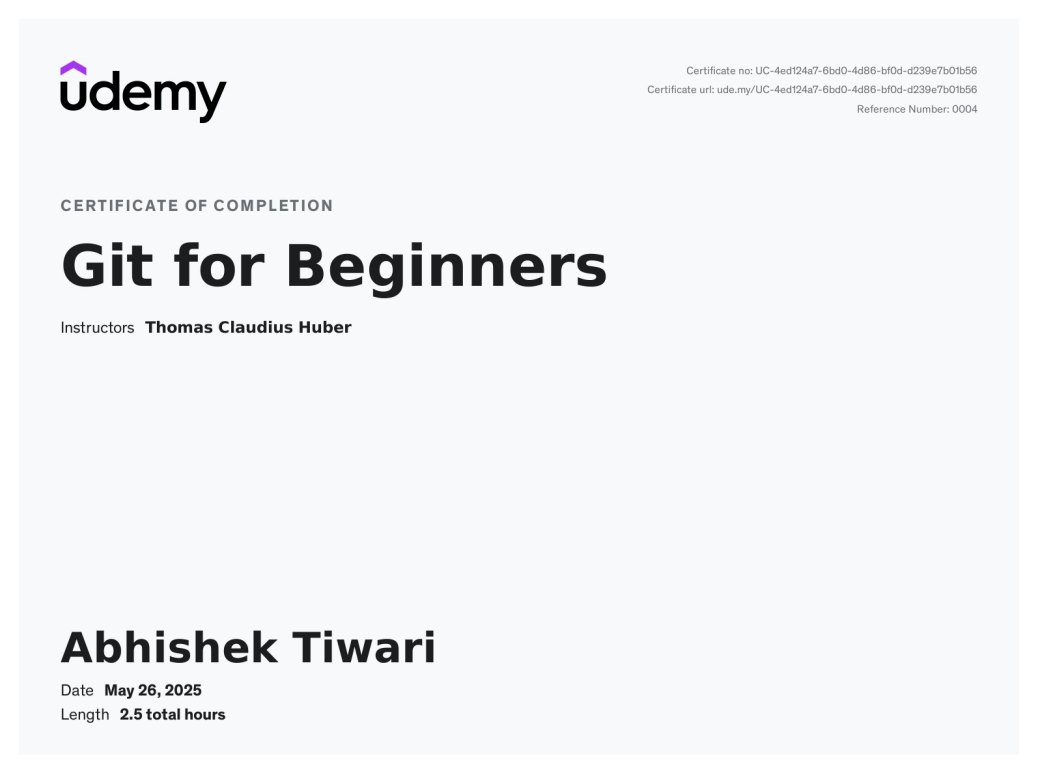 udemy
Certificate no: UC-4ed124a7-6bd0-4d86-bf0d-d239e7b01b56
Certificate url: ude.my/UC-4ed124a7-6bd0-4d86-bf0d-d239e7b01b56
Reference Number: 0004
CERTIFICATE OF COMPLETION
Git for Beginners
Instructors Thomas Claudius Huber
Abhishek Tiwari
Date May 26, 2025
Length 2.5 total hours